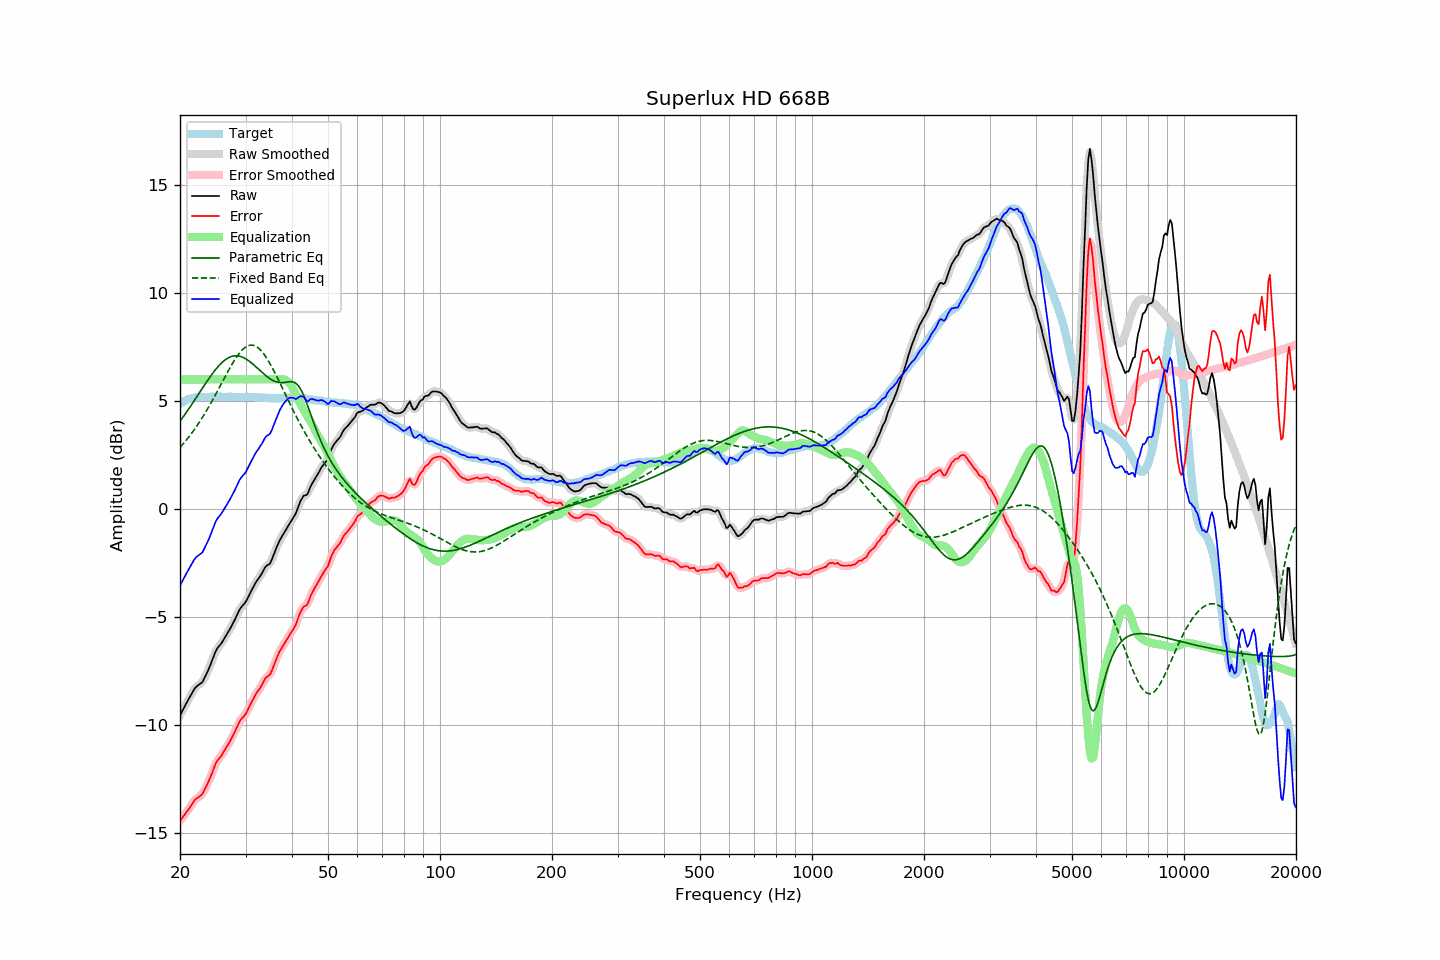 Superlux HD 668B
Target
Raw Smoothed
Error Smoothed
Raw
Error
Equalization
Parametric Eq
Fixed Band Eq
Equalized
15
10
5
0
−5
−10
−15
Amplitude (dBr)
20 50 100 200 500 1000 2000 5000 10000 20000
Frequency (Hz)